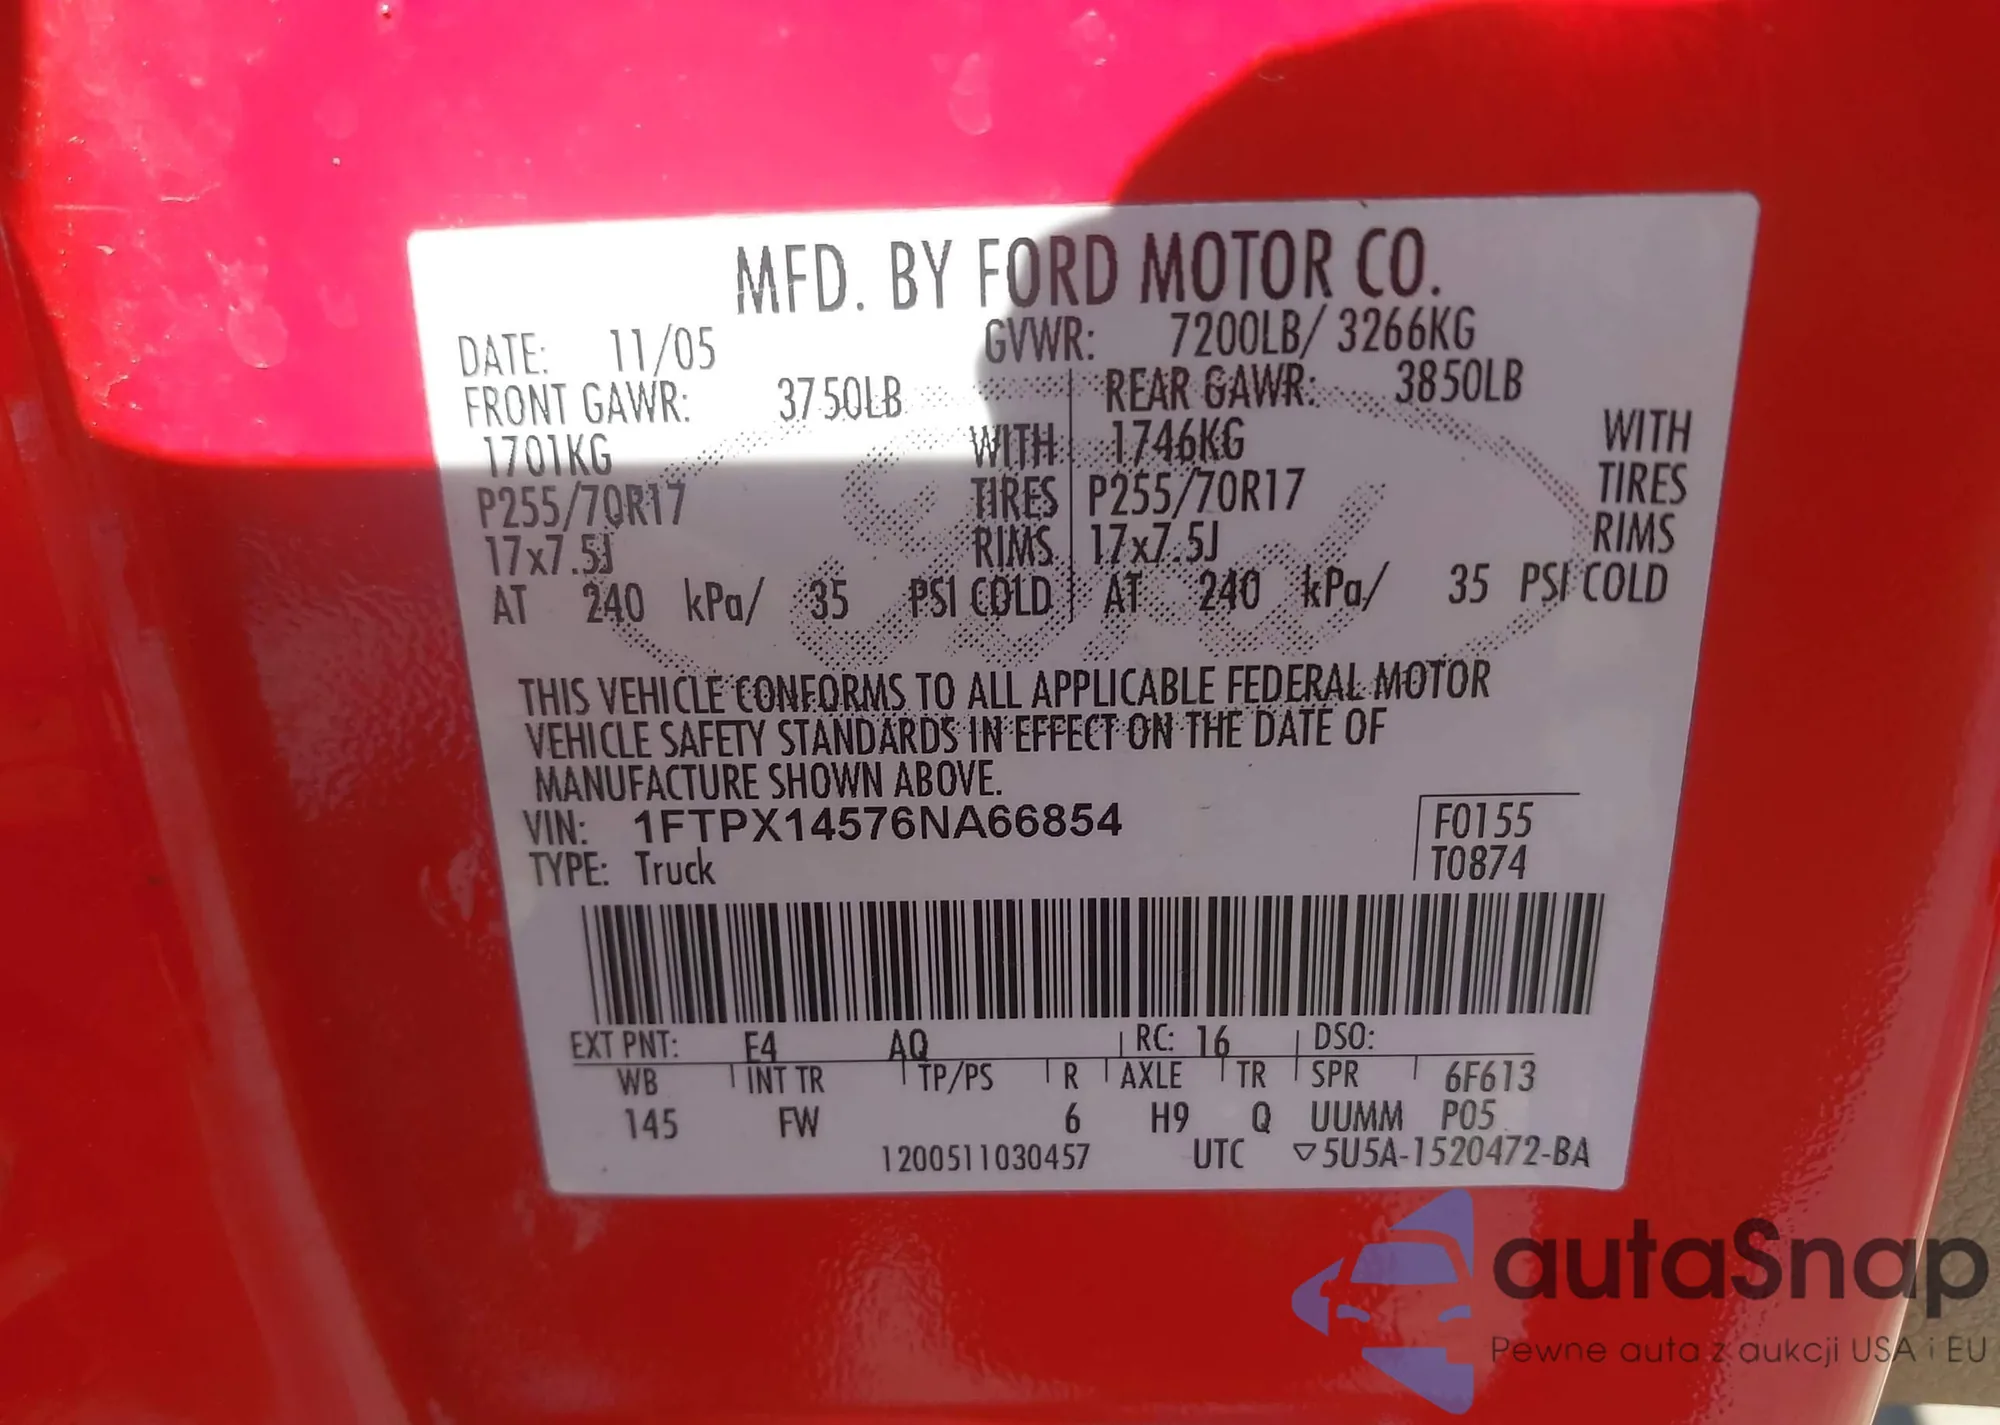 MFD. BY FORD MOTOR CO.
DATE: 11/05 GVWR: 7200LB/ 3266KG
FRONT GAWR: 3750LB REAR GAWR: 3850LB
1701KG WITH 1746KG WITH
P255/70R17 TIRES P255/70R17 TIRES
17x7.5J RIMS 17x7.5J RIMS
AT 240 kPa/ 35 PSI COLD AT 240 kPa/ 35 PSI COLD
THIS VEHICLE CONFORMS TO ALL APPLICABLE FEDERAL MOTOR
VEHICLE SAFETY STANDARDS IN EFFECT ON THE DATE OF
MANUFACTURE SHOWN ABOVE.
VIN: 1FTPX14576NA66854 F0155
TYPE: Truck T0874
EXT PNT: E4 AQ RC: 16 DSO:
WB INT TR TP/PS R AXLE TR SPR 6F613
145 FW 6 H9 Q UUMM P05
1200511030457 UTC ▽5U5A-1520472-BA
Ford
autaSnap
Pewne auta z aukcji USA i EU